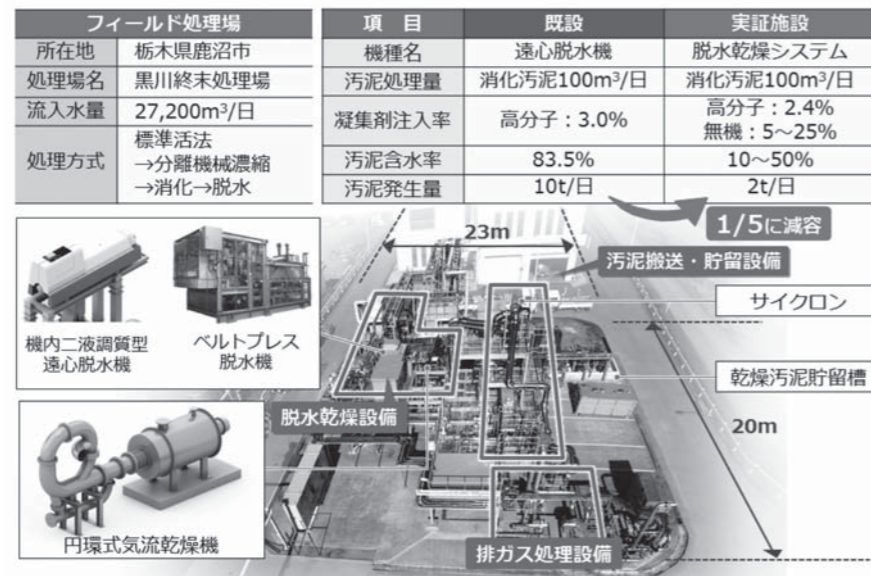 フィールド処理場
所在地 栃木県鹿沼市
処理場名 黒川終末処理場
流入水量 27,200m³/日
処理方式 標準活法
→分離機械濃縮
→消化→脱水
項 目 既設 実証施設
機種名 遠心脱水機 脱水乾燥システム
汚泥処理量 消化汚泥100m³/日 消化汚泥100m³/日
凝集剤注入率 高分子：3.0% 高分子：2.4%
無機：5～25%
汚泥含水率 83.5% 10～50%
汚泥発生量 10t/日 2t/日
1/5に減容
23m
汚泥搬送・貯留設備
サイクロン
機内二液調質型
遠心脱水機
ベルトプレス
脱水機
乾燥汚泥貯留槽
脱水乾燥設備
20m
円環式気流乾燥機
排ガス処理設備